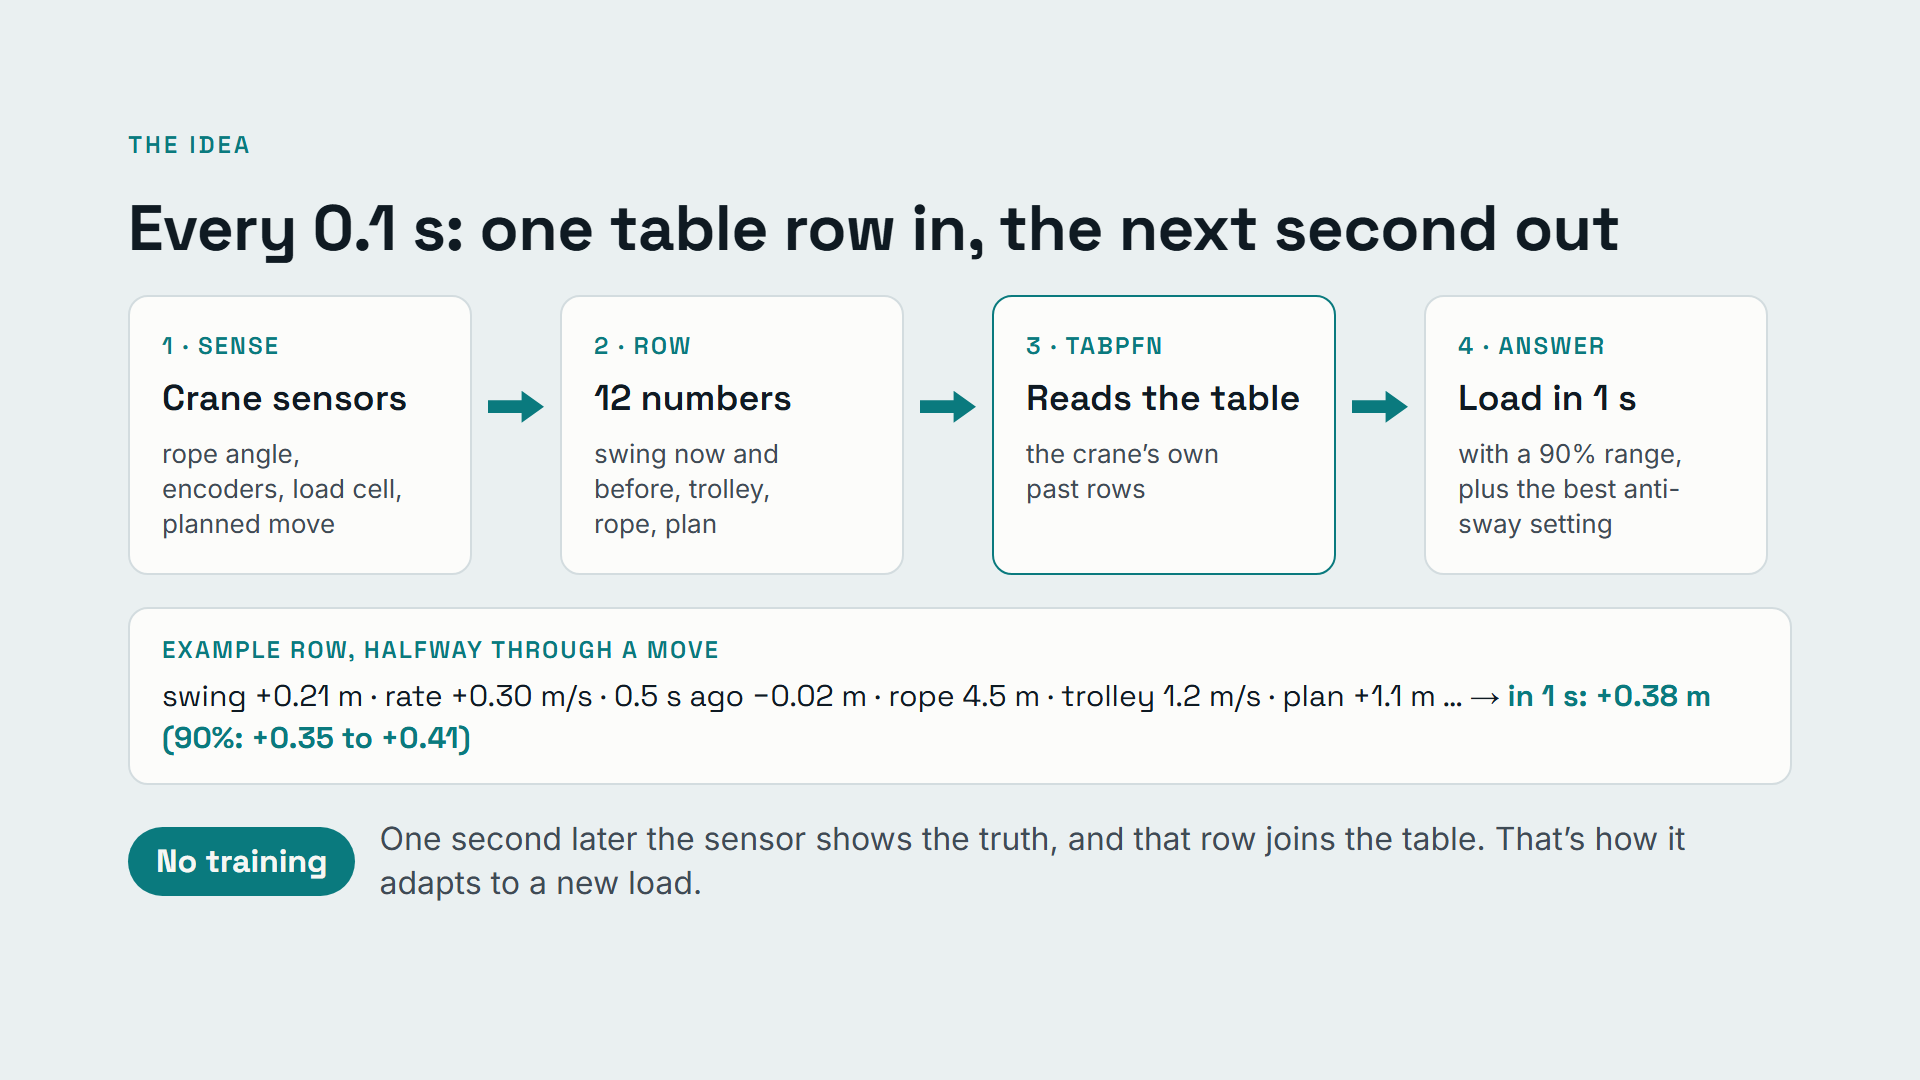 THE IDEA
Every 0.1 s: one table row in, the next second out
1 · SENSE
Crane sensors
rope angle,
encoders, load cell,
planned move
2 · ROW
12 numbers
swing now and
before, trolley,
rope, plan
3 · TABPFN
Reads the table
the crane’s own
past rows
4 · ANSWER
Load in 1 s
with a 90% range,
plus the best anti-
sway setting
EXAMPLE ROW, HALFWAY THROUGH A MOVE
swing +0.21 m · rate +0.30 m/s · 0.5 s ago −0.02 m · rope 4.5 m · trolley 1.2 m/s · plan +1.1 m … → in 1 s: +0.38 m
(90%: +0.35 to +0.41)
No training
One second later the sensor shows the truth, and that row joins the table. That’s how it
adapts to a new load.